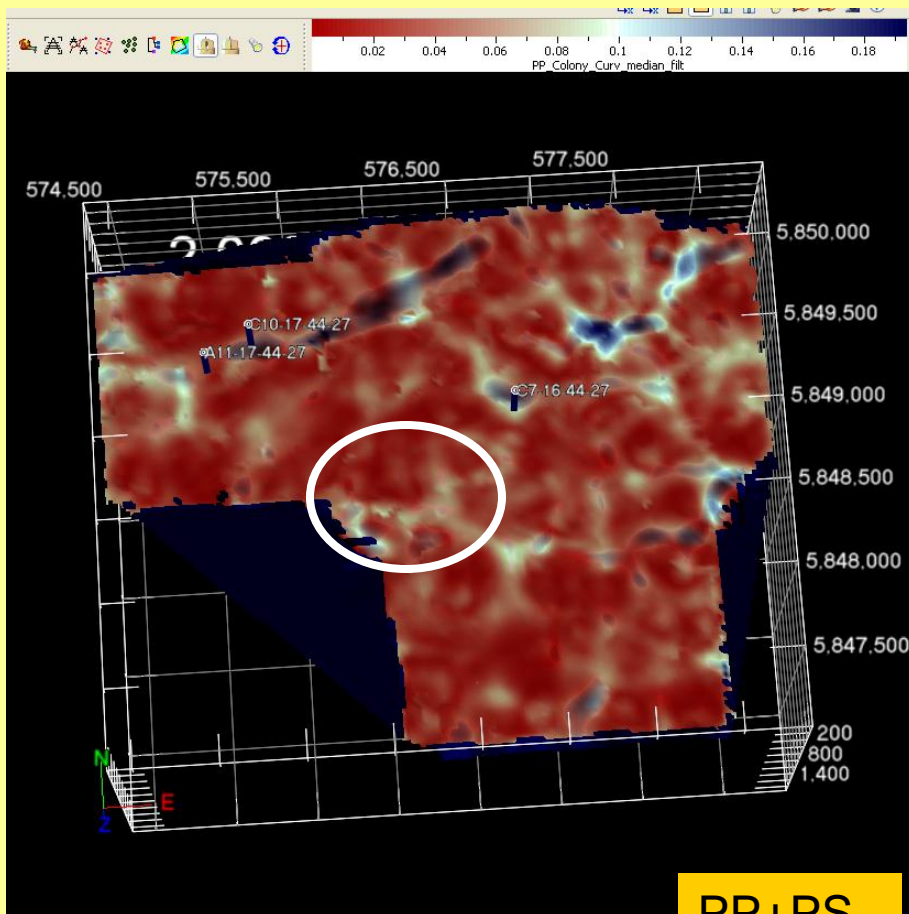 0.02 0.04 0.06 0.08 0.1 0.12 0.14 0.16 0.18
PP_Colony_Curv_median_filt
574,500 575,500 576,500 577,500
5,850,000
C10-17-44-27
5,849,500
A11-17-44-27
C7-16-44-27
5,849,000
5,848,500
5,848,000
5,847,500
200
800
1,400
N
E
Z
PP+PS